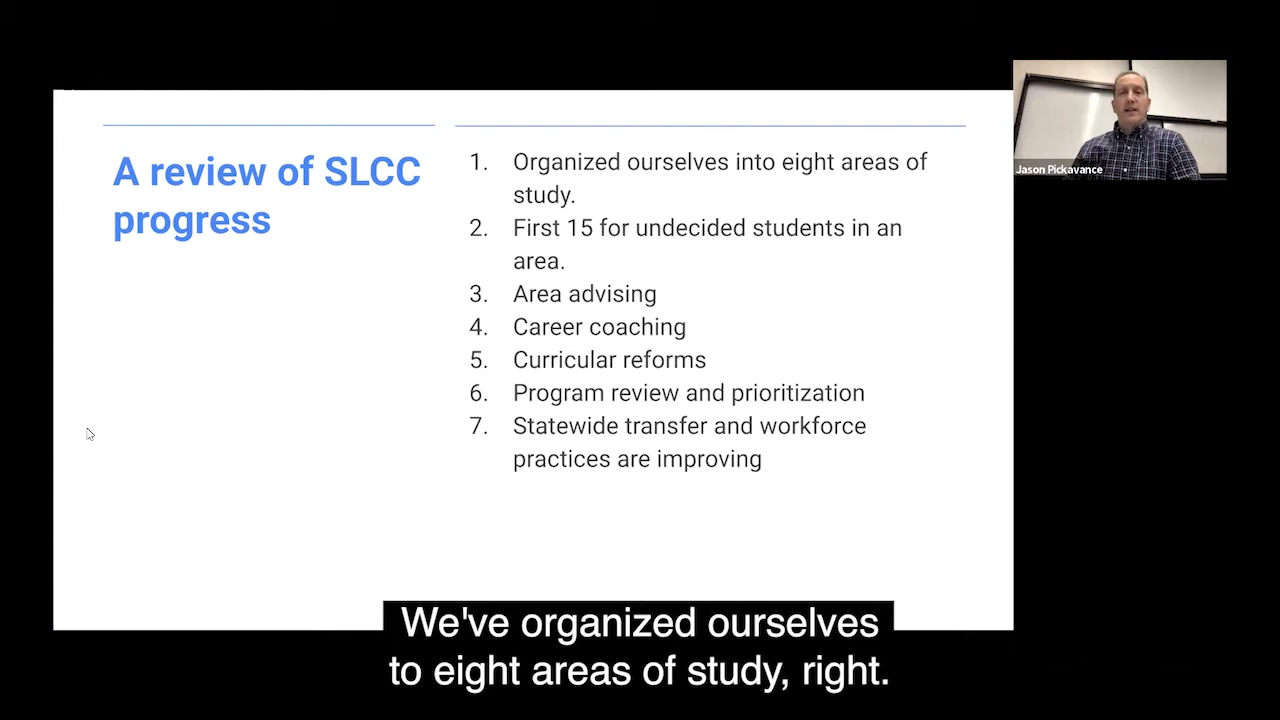 A review of SLCC
progress
1. Organized ourselves into eight areas of
study.
2. First 15 for undecided students in an
area.
3. Area advising
4. Career coaching
5. Curricular reforms
6. Program review and prioritization
7. Statewide transfer and workforce
practices are improving
Jason Pickavance
We've organized ourselves
to eight areas of study, right.